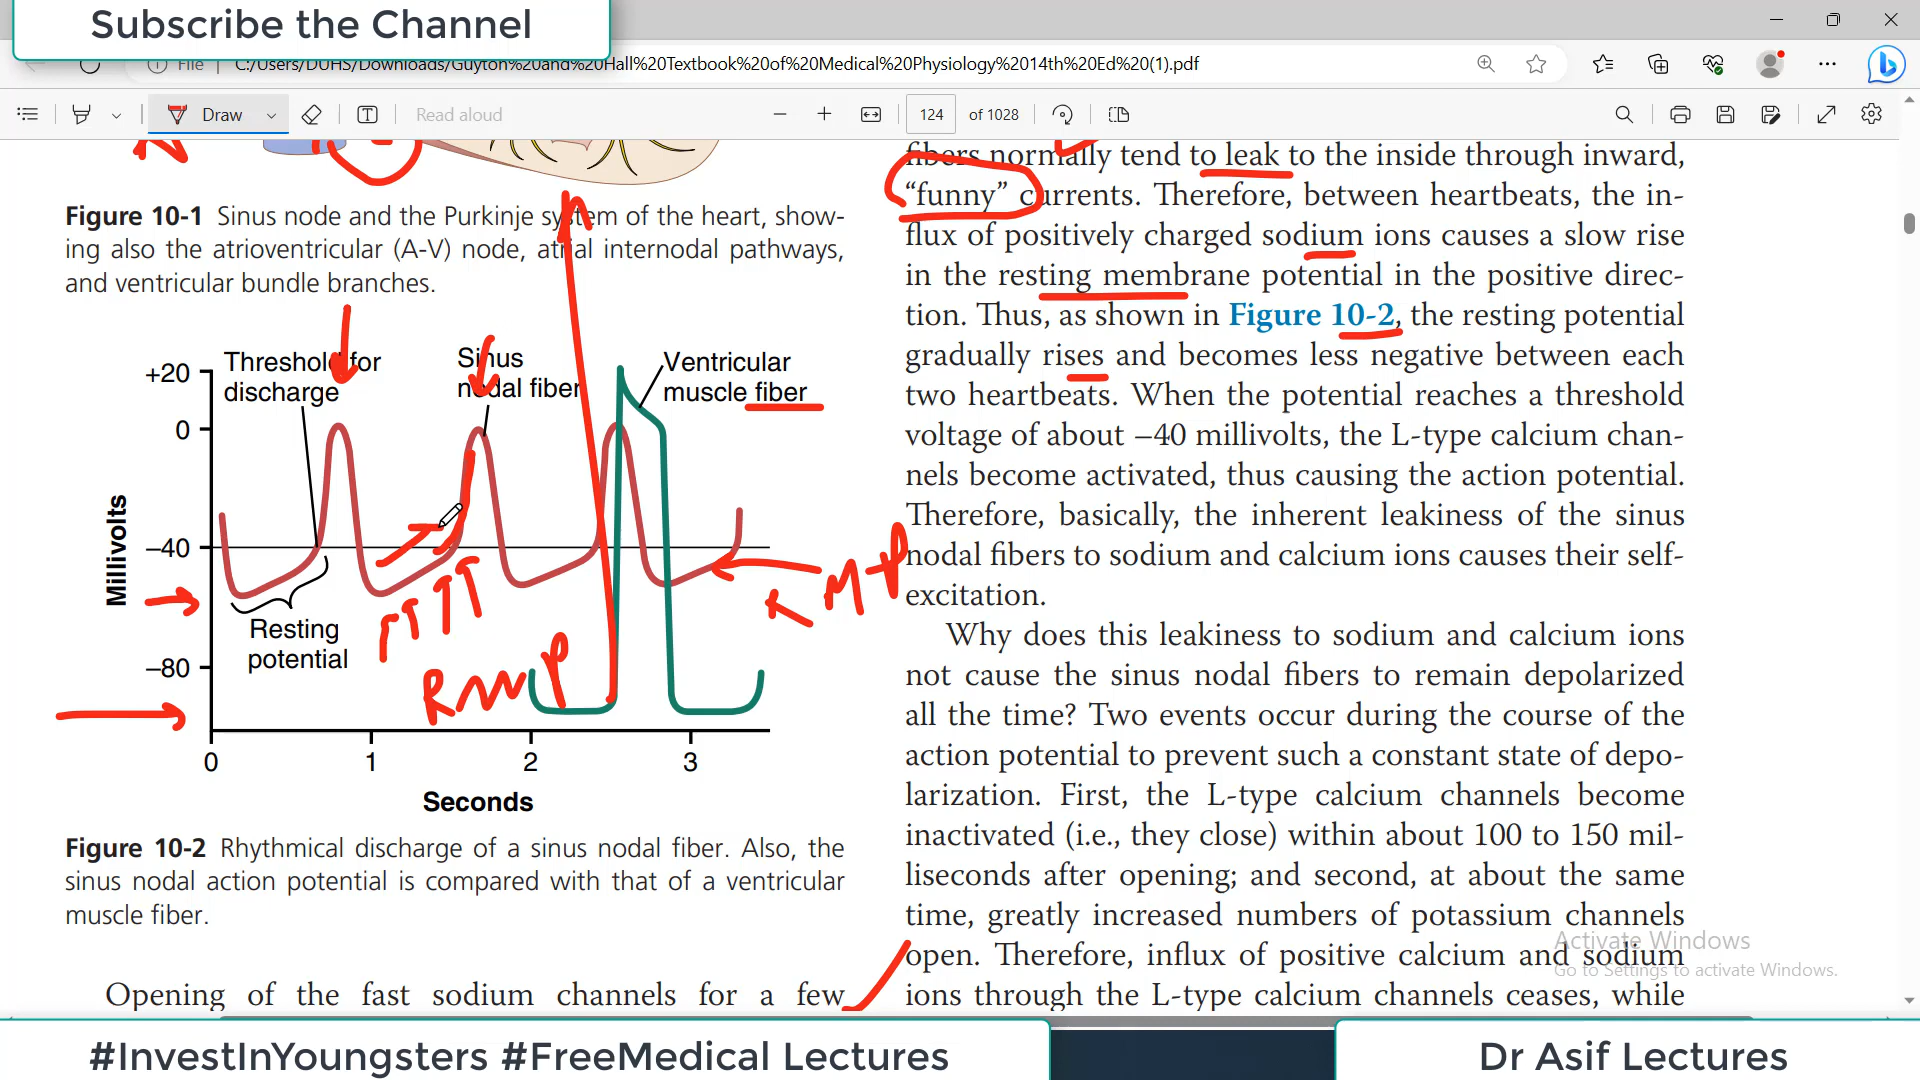 Subscribe the Channel
File
C:/Users/DUHS/Downloads/Guyton%20and%20Hall%20Textbook%20of%20Medical%20Physiology%2014th%20Ed%20(1).pdf
Draw
Read aloud
124 of 1028
Figure 10-1 Sinus node and the Purkinje system of the heart, show-
ing also the atrioventricular (A-V) node, atrial internodal pathways,
and ventricular bundle branches.
Threshold for
discharge
Sinus
nodal fiber
Ventricular
muscle fiber
+20
0
–40
–80
Millivolts
Resting
potential
RMP
RMP
0 1 2 3
Seconds
Figure 10-2 Rhythmical discharge of a sinus nodal fiber. Also, the
sinus nodal action potential is compared with that of a ventricular
muscle fiber.
Opening of the fast sodium channels for a few
fibers normally tend to leak to the inside through inward,
“funny” currents. Therefore, between heartbeats, the in-
flux of positively charged sodium ions causes a slow rise
in the resting membrane potential in the positive direc-
tion. Thus, as shown in Figure 10-2, the resting potential
gradually rises and becomes less negative between each
two heartbeats. When the potential reaches a threshold
voltage of about –40 millivolts, the L-type calcium chan-
nels become activated, thus causing the action potential.
Therefore, basically, the inherent leakiness of the sinus
nodal fibers to sodium and calcium ions causes their self-
excitation.
Why does this leakiness to sodium and calcium ions
not cause the sinus nodal fibers to remain depolarized
all the time? Two events occur during the course of the
action potential to prevent such a constant state of depo-
larization. First, the L-type calcium channels become
inactivated (i.e., they close) within about 100 to 150 mil-
liseconds after opening; and second, at about the same
time, greatly increased numbers of potassium channels
open. Therefore, influx of positive calcium and sodium
ions through the L-type calcium channels ceases, while
Activate Windows
Go to Settings to activate Windows.
#InvestInYoungsters #FreeMedical Lectures
Dr Asif Lectures